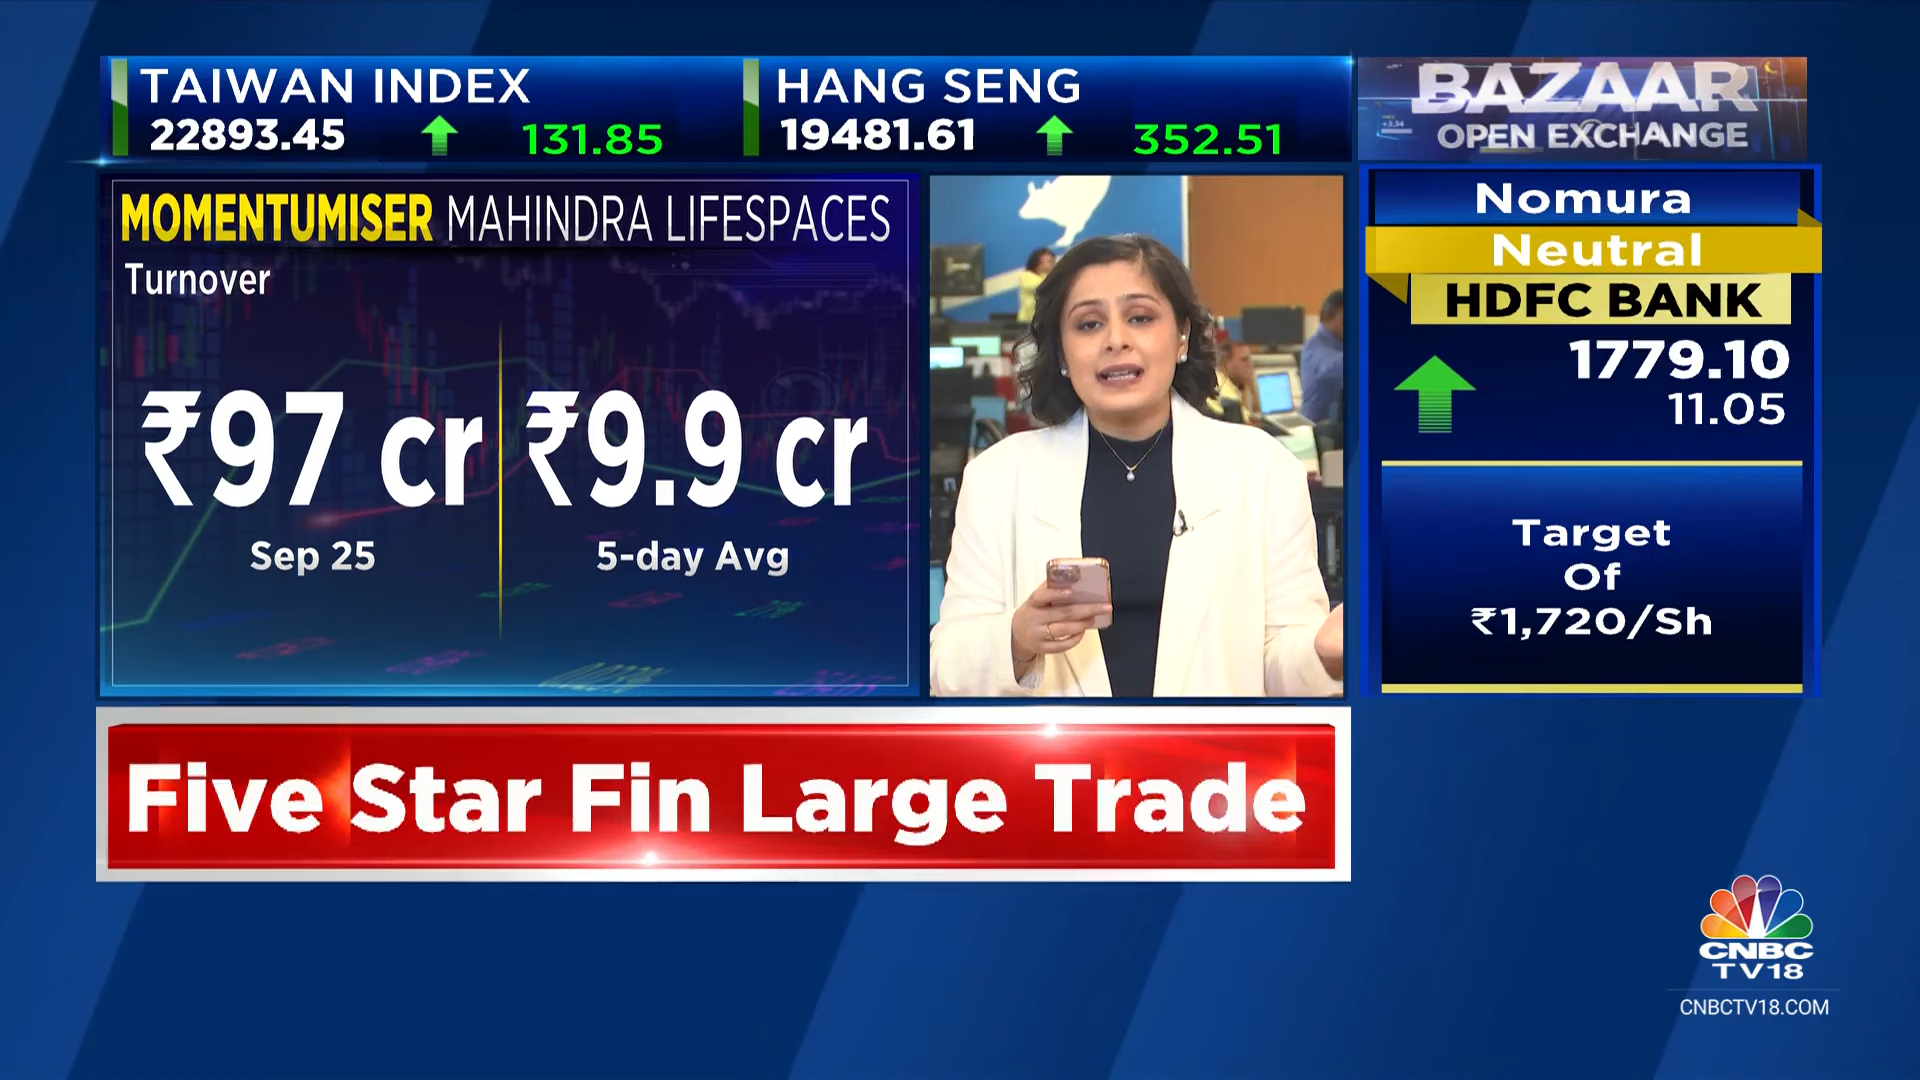 TAIWAN INDEX
22893.45 131.85
HANG SENG
19481.61 352.51
BAZAAR
OPEN EXCHANGE
MOMENTUMISER MAHINDRA LIFESPACES
Turnover
₹97 cr
Sep 25
₹9.9 cr
5-day Avg
Nomura
Neutral
HDFC BANK
1779.10
11.05
Target
Of
₹1,720/Sh
Five Star Fin Large Trade
CNBC
TV18
CNBCTV18.COM